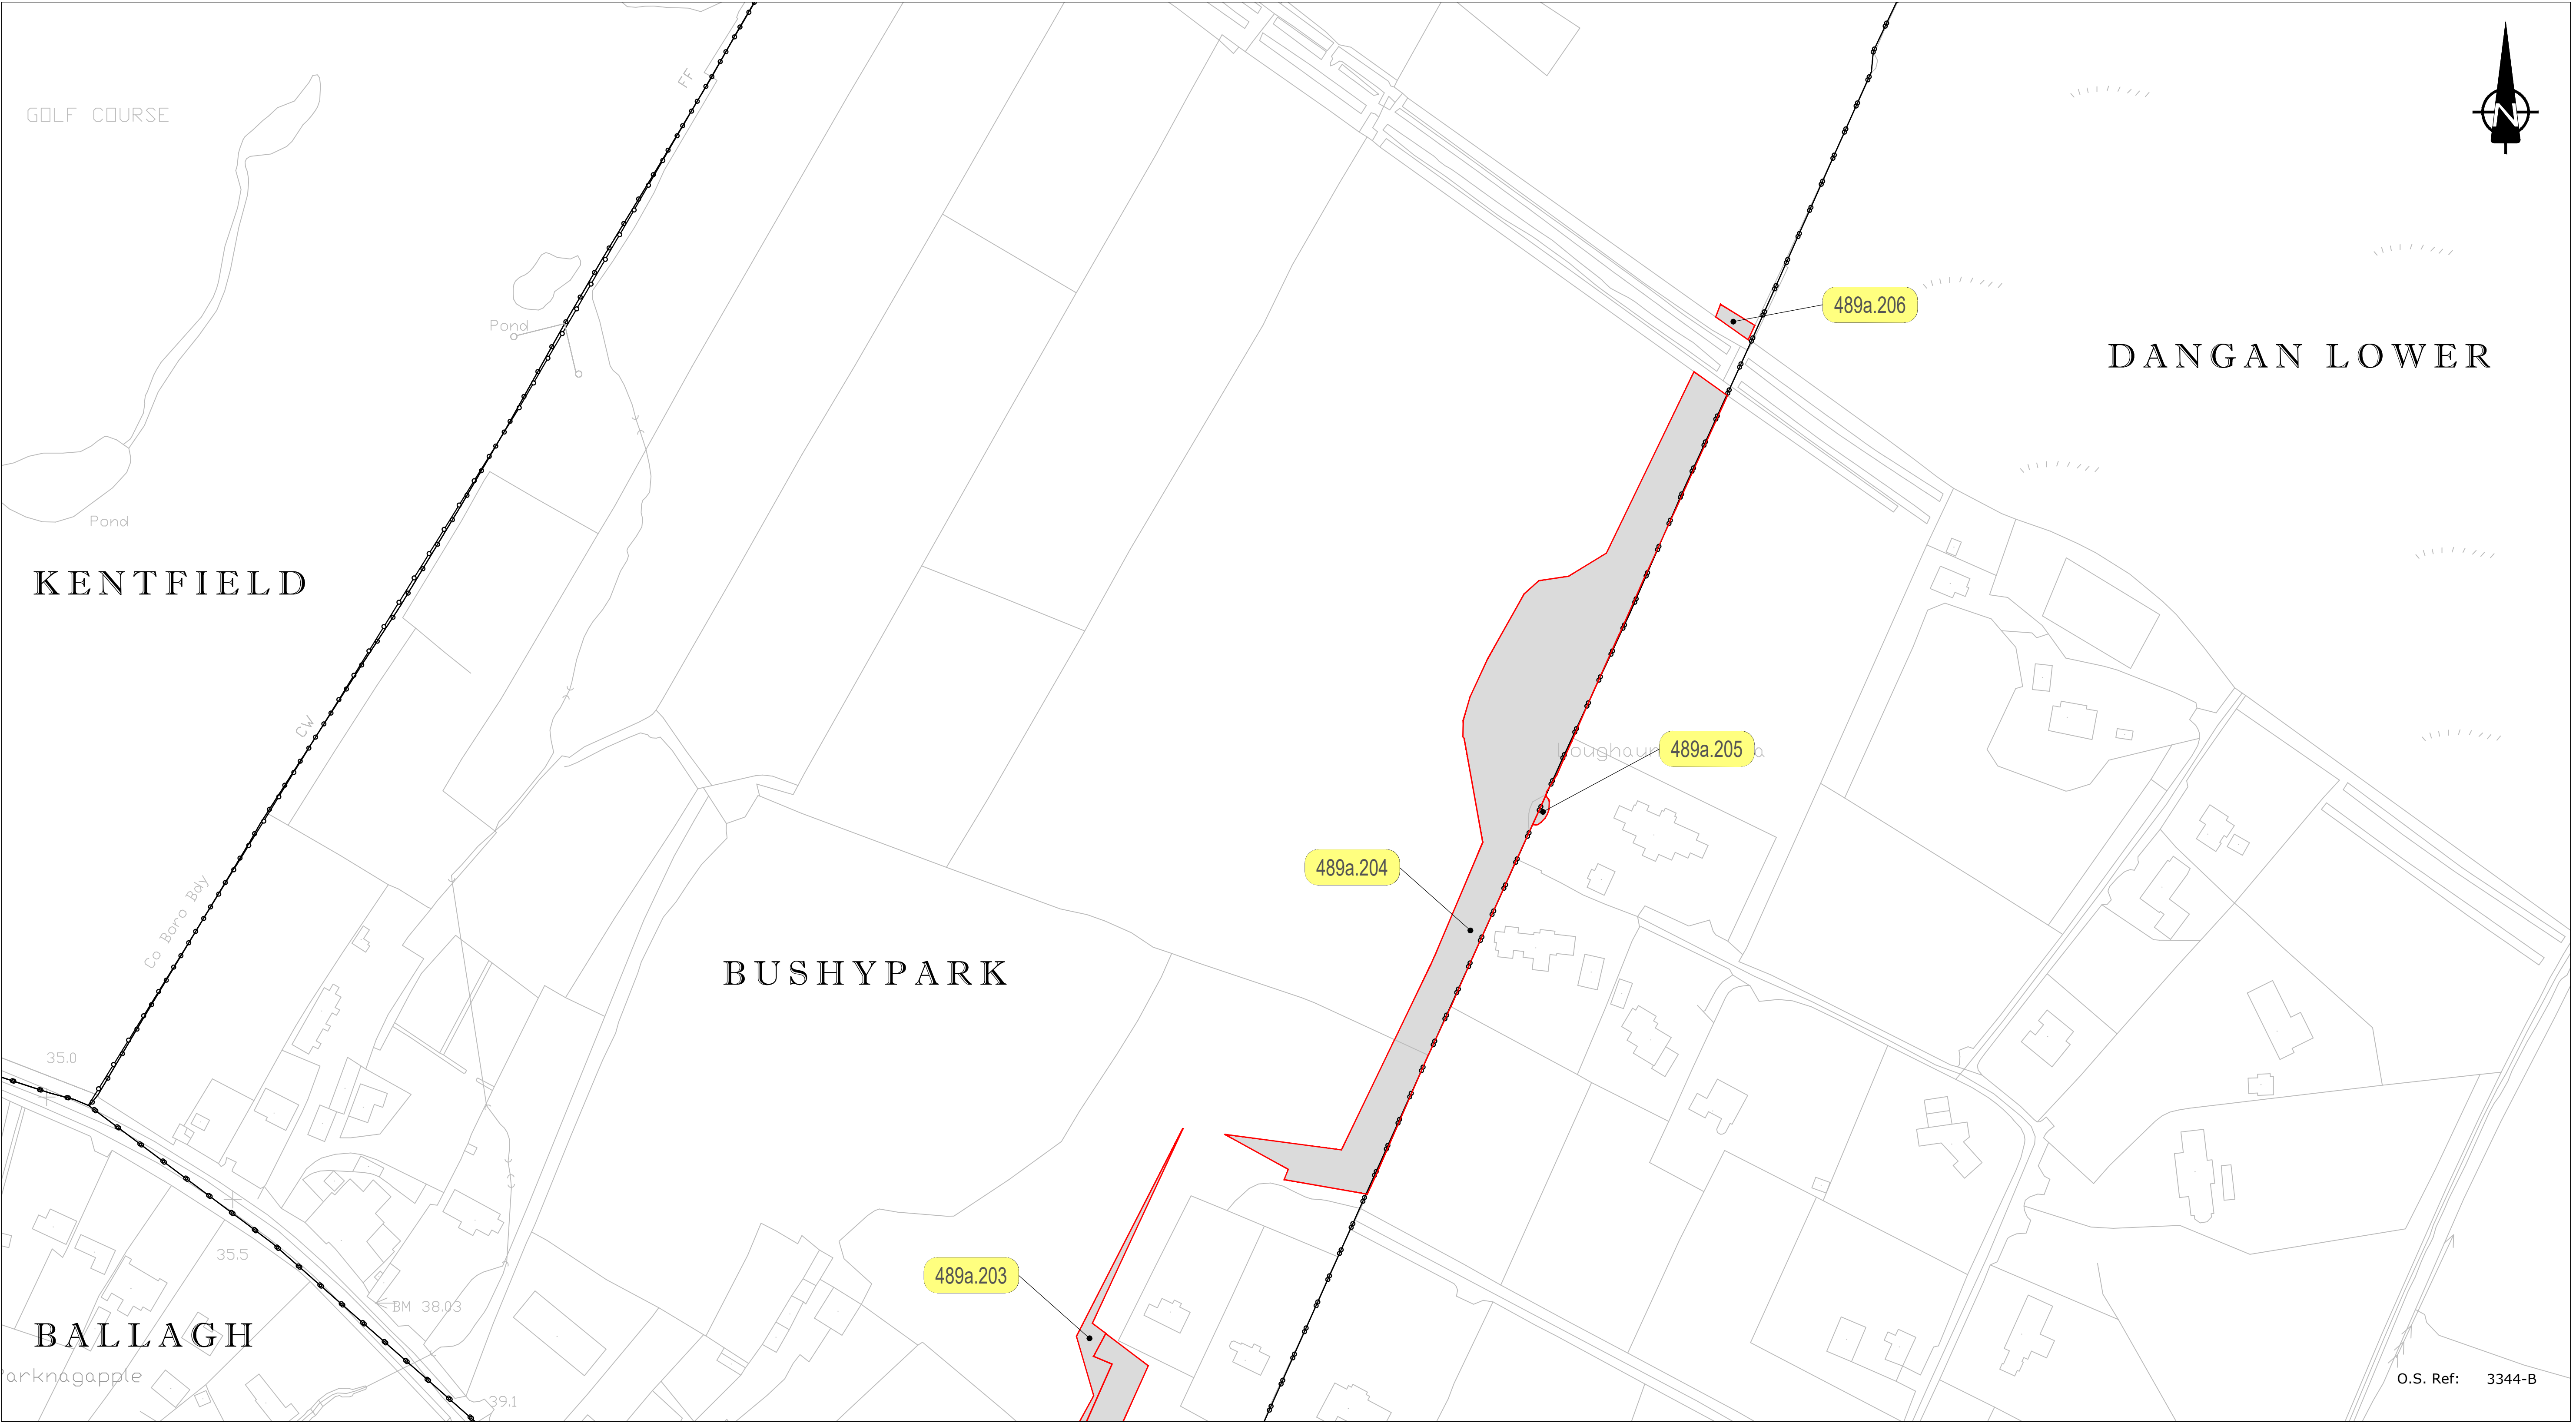 FF
GOLF COURSE
N
489a.206
Pond
DANGAN LOWER
Pond
KENTFIELD
CW
489a.205
489a.204
Co Boro Bdy
BUSHYPARK
35.0
35.5
489a.203
BM 38.03
BALLAGH
Parknagapple
39.1
O.S. Ref: 3344-B